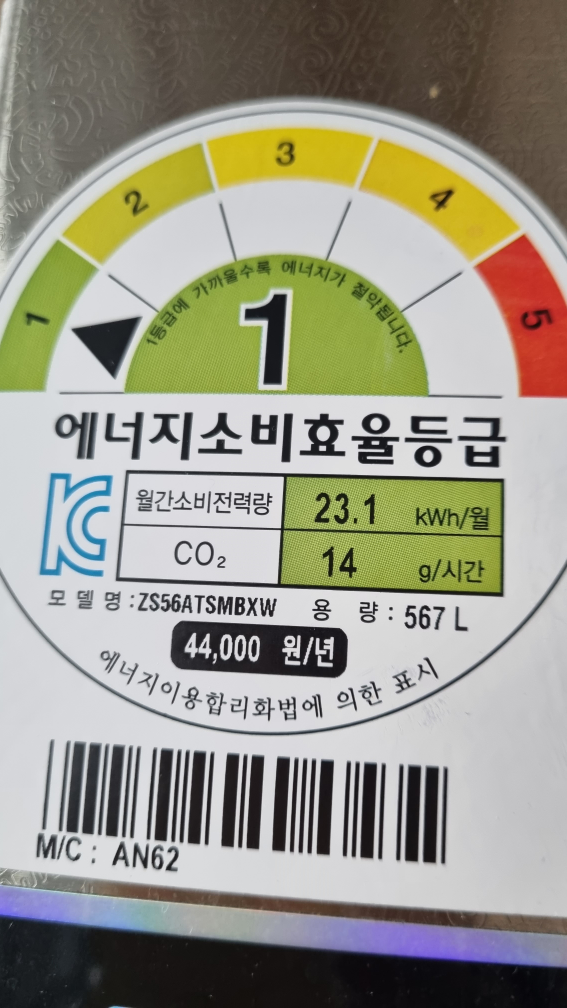 1 2 3 4 5
1등급에 가까울수록 에너지가 절약됩니다.
1
에너지소비효율등급
월간소비전력량 23.1 kWh/월
CO₂ 14 g/시간
모델명:ZS56ATSMBXW 용 량: 567 L
44,000 원/년
에너지이용합리화법에 의한 표시
M/C : AN62